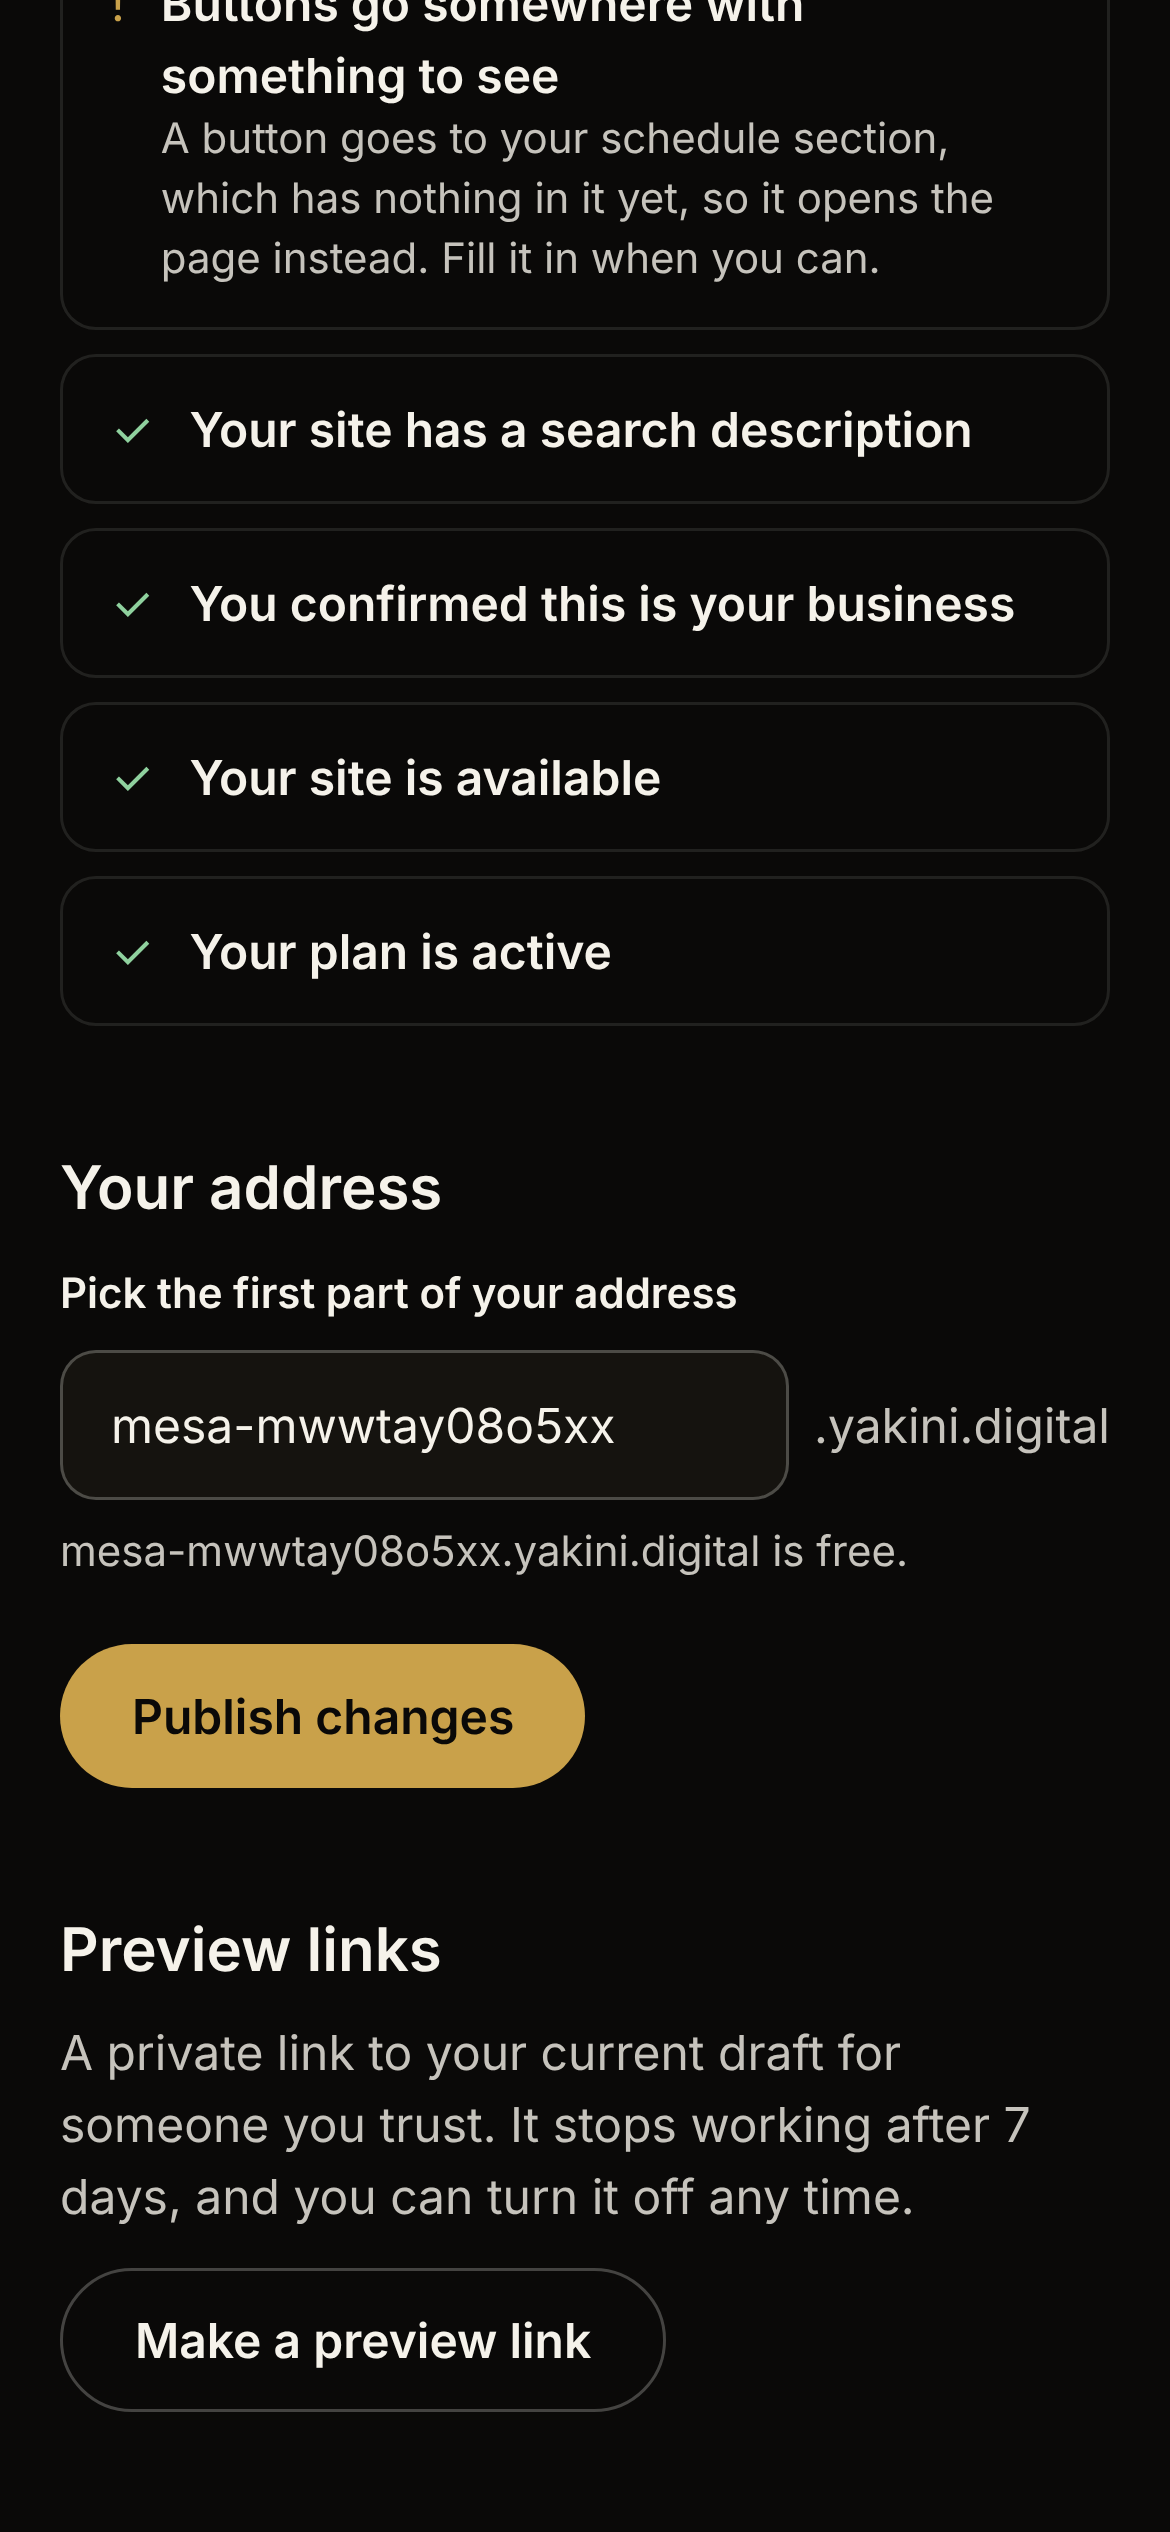 ! Buttons go somewhere with
something to see
A button goes to your schedule section,
which has nothing in it yet, so it opens the
page instead. Fill it in when you can.
Your site has a search description
You confirmed this is your business
Your site is available
Your plan is active
Your address
Pick the first part of your address
mesa-mwwtay08o5xx .yakini.digital
mesa-mwwtay08o5xx.yakini.digital is free.
Publish changes
Preview links
A private link to your current draft for
someone you trust. It stops working after 7
days, and you can turn it off any time.
Make a preview link